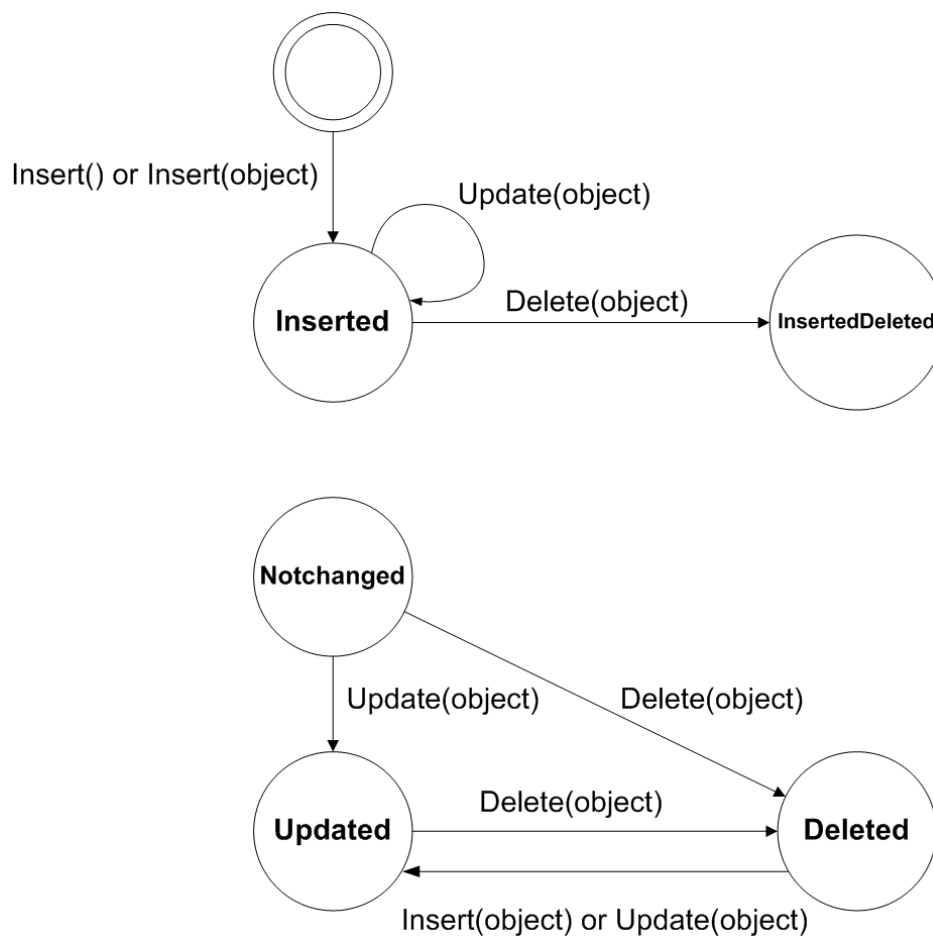 Insert() or Insert(object)
Update(object)
Inserted
Delete(object)
InsertedDeleted
Notchanged
Update(object)
Delete(object)
Updated
Delete(object)
Deleted
Insert(object) or Update(object)